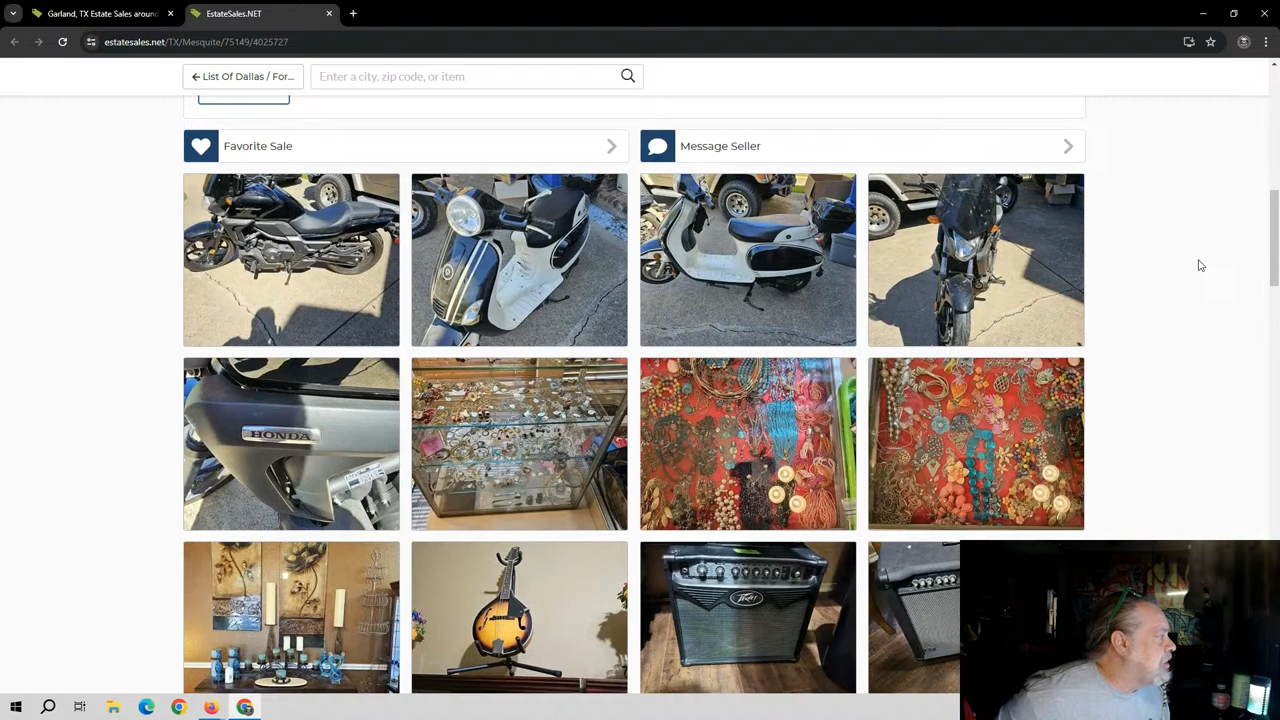 Garland, TX Estate Sales around
EstateSales.NET
estatesales.net/TX/Mesquite/75149/4025727
List Of Dallas / For...
Enter a city, zip code, or item
Favorite Sale
Message Seller
HONDA
PEAVEY